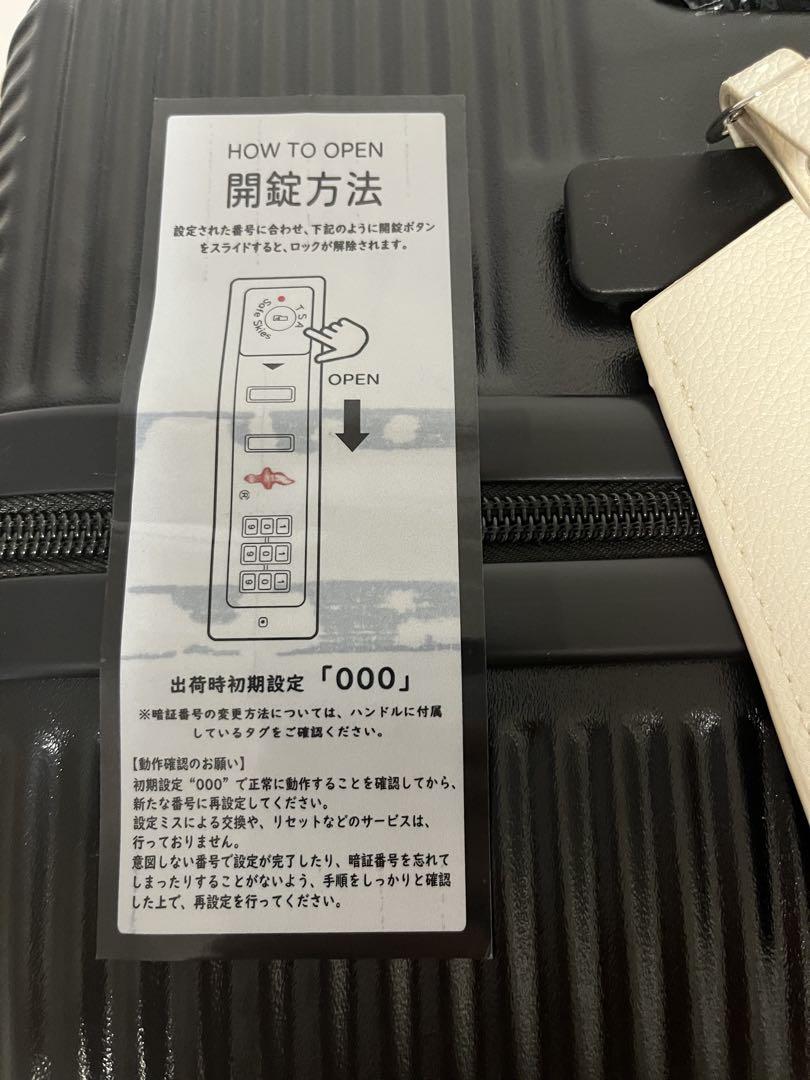 HOW TO OPEN
開錠方法
設定された番号に合わせ、下記のように開錠ボタン
をスライドすると、ロックが解除されます。
TSA
Safe Skies
OPEN
®
1 0 9
1 0 9
1 0 9
出荷時初期設定「000」
※暗証番号の変更方法については、ハンドルに付属
しているタグをご確認ください。
【動作確認のお願い】
初期設定“000”で正常に動作することを確認してから、
新たな番号に再設定してください。
設定ミスによる交換や、リセットなどのサービスは、
行っておりません。
意図しない番号で設定が完了したり、暗証番号を忘れて
しまったりすることがないよう、手順をしっかりと確認
した上で、再設定を行ってください。